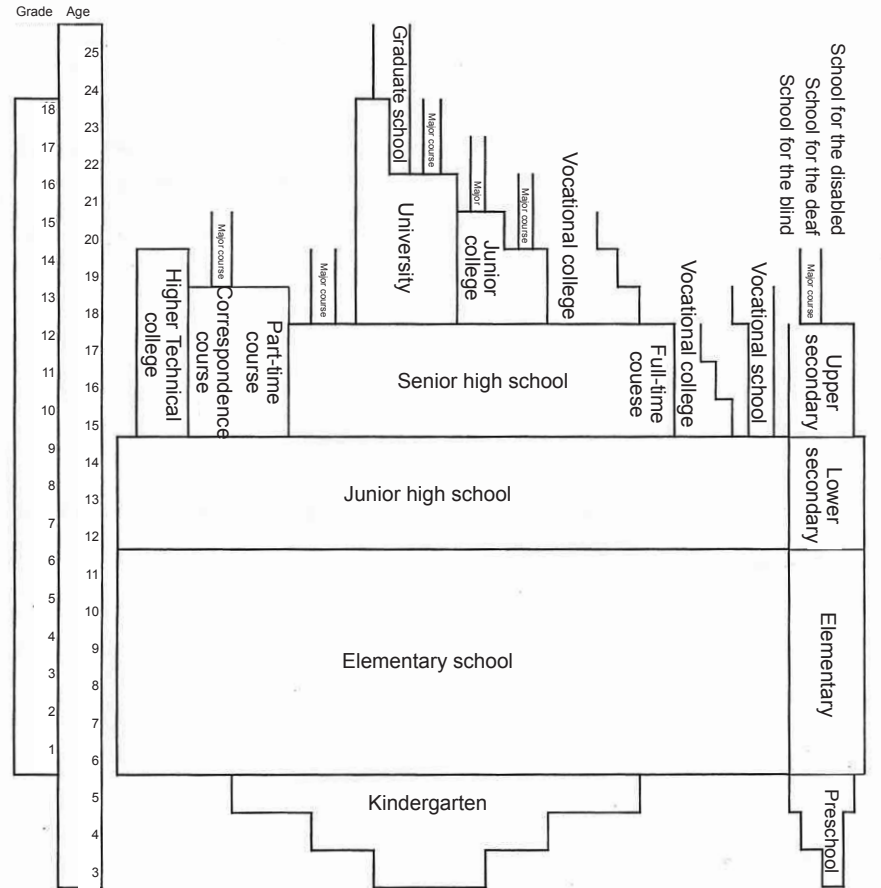 Grade Age
25
24
18
23
17
22
16
21
15
20
14
19
13
18
12
17
11
16
10
15
9
14
8
13
7
12
6
11
5
10
4
9
3
8
2
7
1
6
5
4
3
Higher Technical
college
Major course
Correspondence
course
Part-time
course
Major course
Graduate school
Major course
University
Major
Junior
college
Major course
Vocational college
Senior high school
Full-time
couese
Vocational college
Vocational school
School for the disabled
School for the deaf
School for the blind
Major course
Upper
secondary
Junior high school
Lower
secondary
Elementary school
Elementary
Kindergarten
Preschool